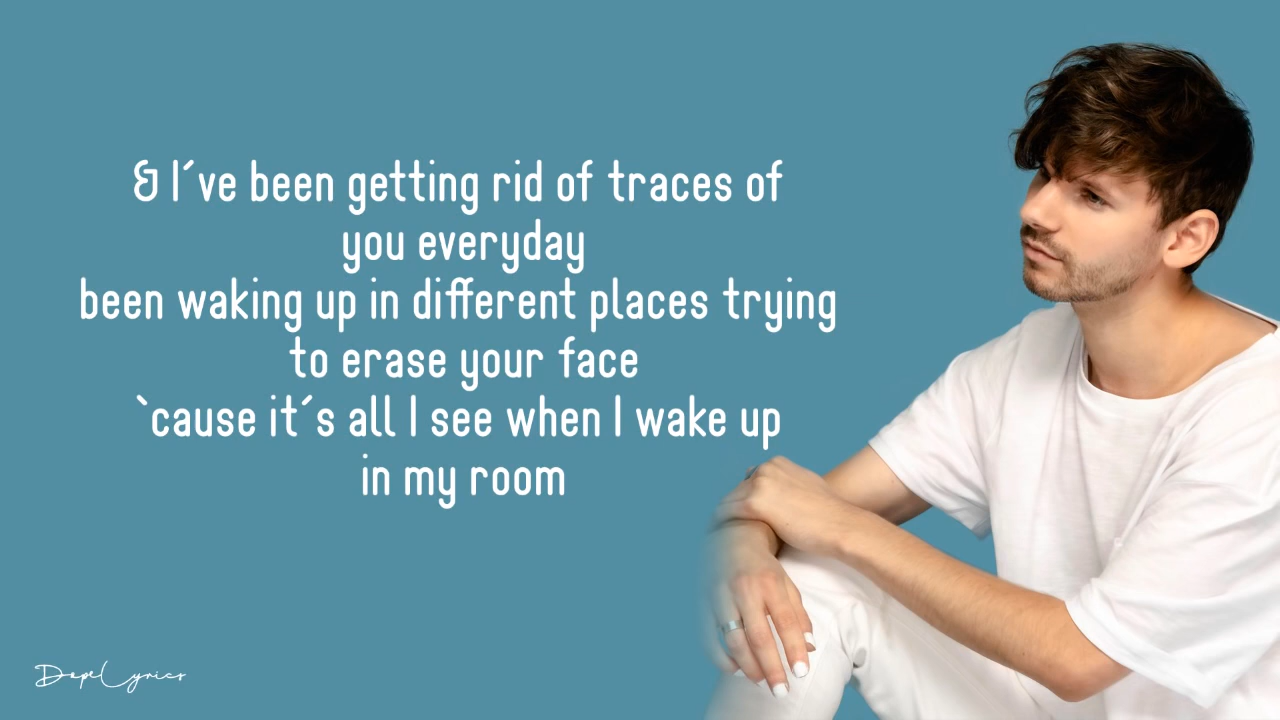 & I´ve been getting rid of traces of
you everyday
been waking up in different places trying
to erase your face
`cause it´s all I see when I wake up
in my room
DopeLyrics